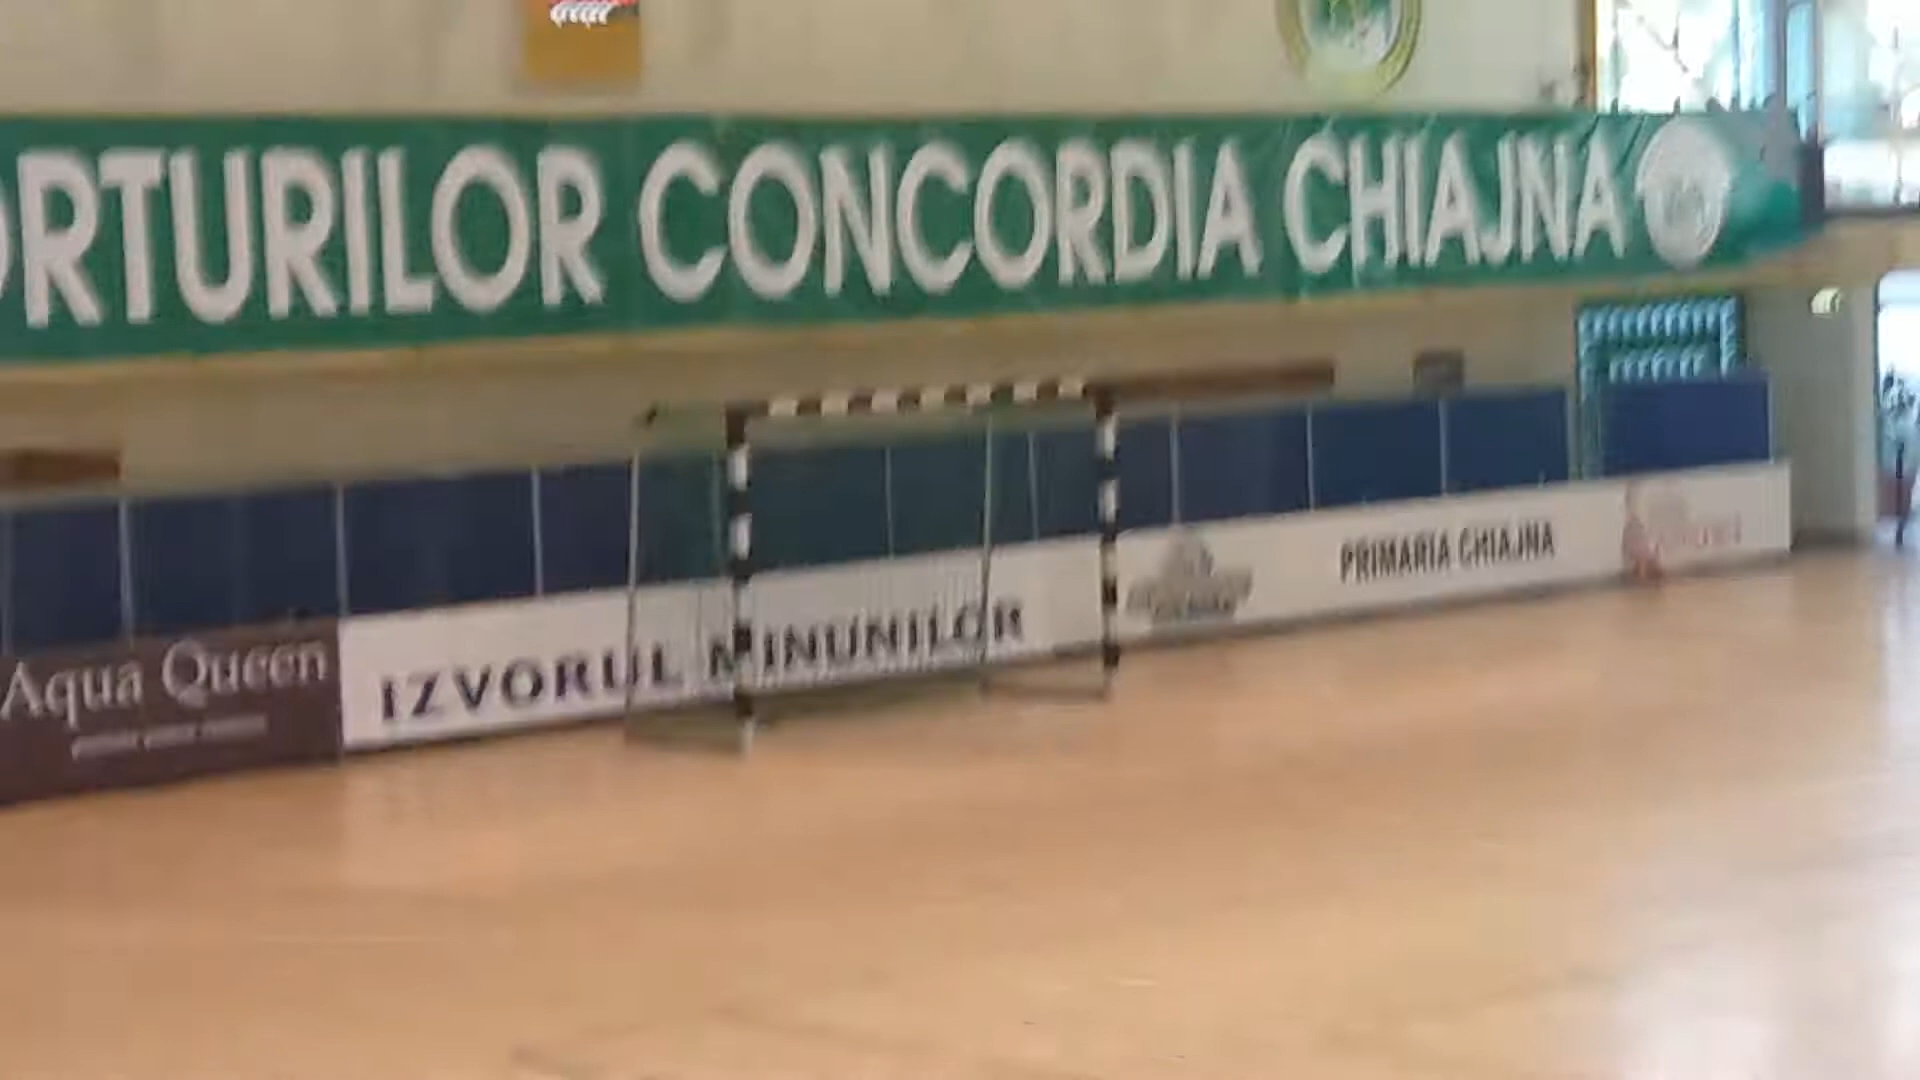 ORTURILOR CONCORDIA CHIAJNA
PRIMARIA CHIAJNA
IZVORUL MINUNILOR
Aqua Queen